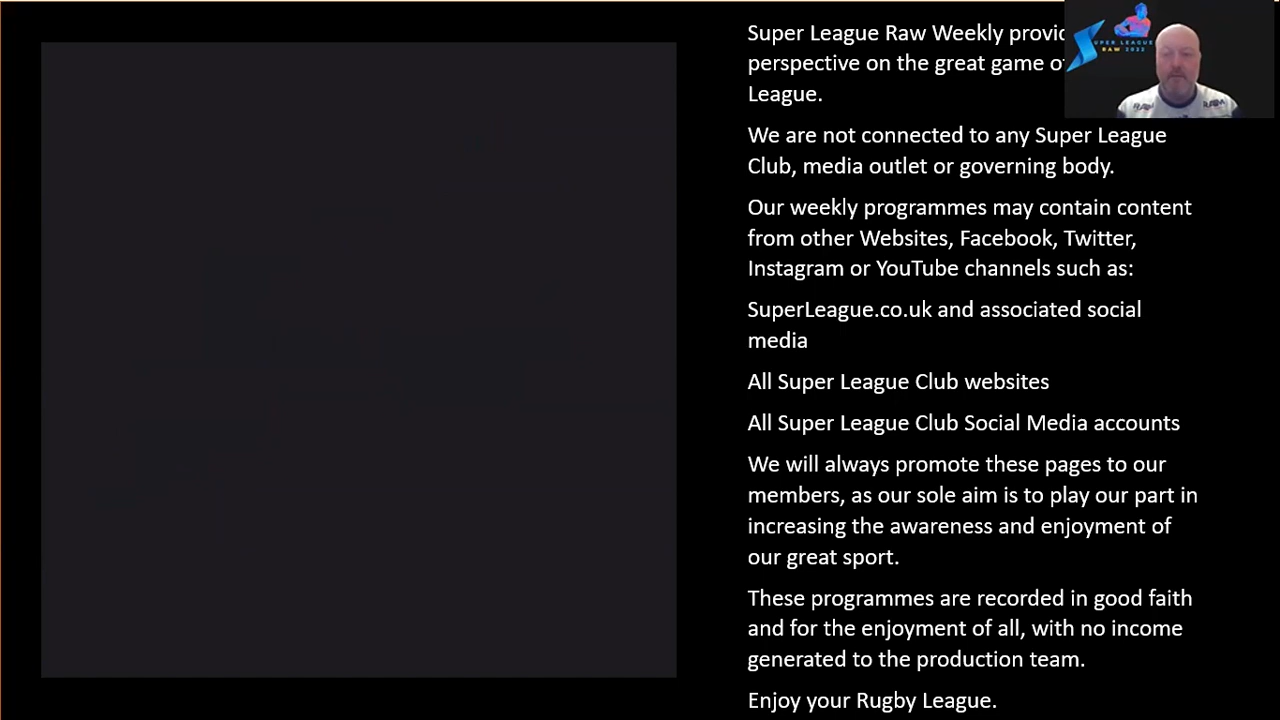 Super League Raw Weekly
perspective on the great game
League.
We are not connected to any Super League
Club, media outlet or governing body.
Our weekly programmes may contain content
from other Websites, Facebook, Twitter,
Instagram or YouTube channels such as:
SuperLeague.co.uk and associated social
media
All Super League Club websites
All Super League Club Social Media accounts
We will always promote these pages to our
members, as our sole aim is to play our part in
increasing the awareness and enjoyment of
our great sport.
These programmes are recorded in good faith
and for the enjoyment of all, with no income
generated to the production team.
Enjoy your Rugby League.
UPER LEAGUE
RAW 2022